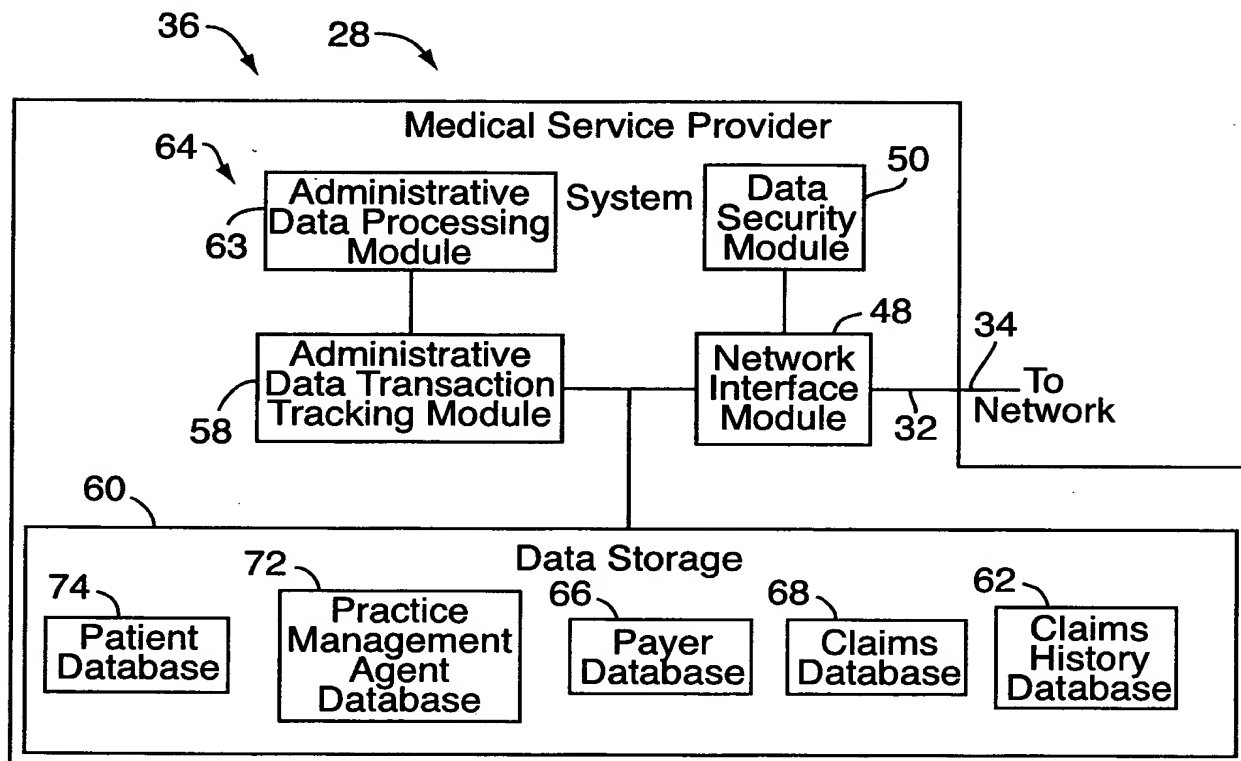 36
28
Medical Service Provider
System
64
Administrative
Data Processing
Module
63
Data
Security
Module
50
Administrative
Data Transaction
Tracking Module
58
Network
Interface
Module
48
32
34
To
Network
60
Data Storage
74
Patient
Database
72
Practice
Management
Agent
Database
66
Payer
Database
68
Claims
Database
62
Claims
History
Database